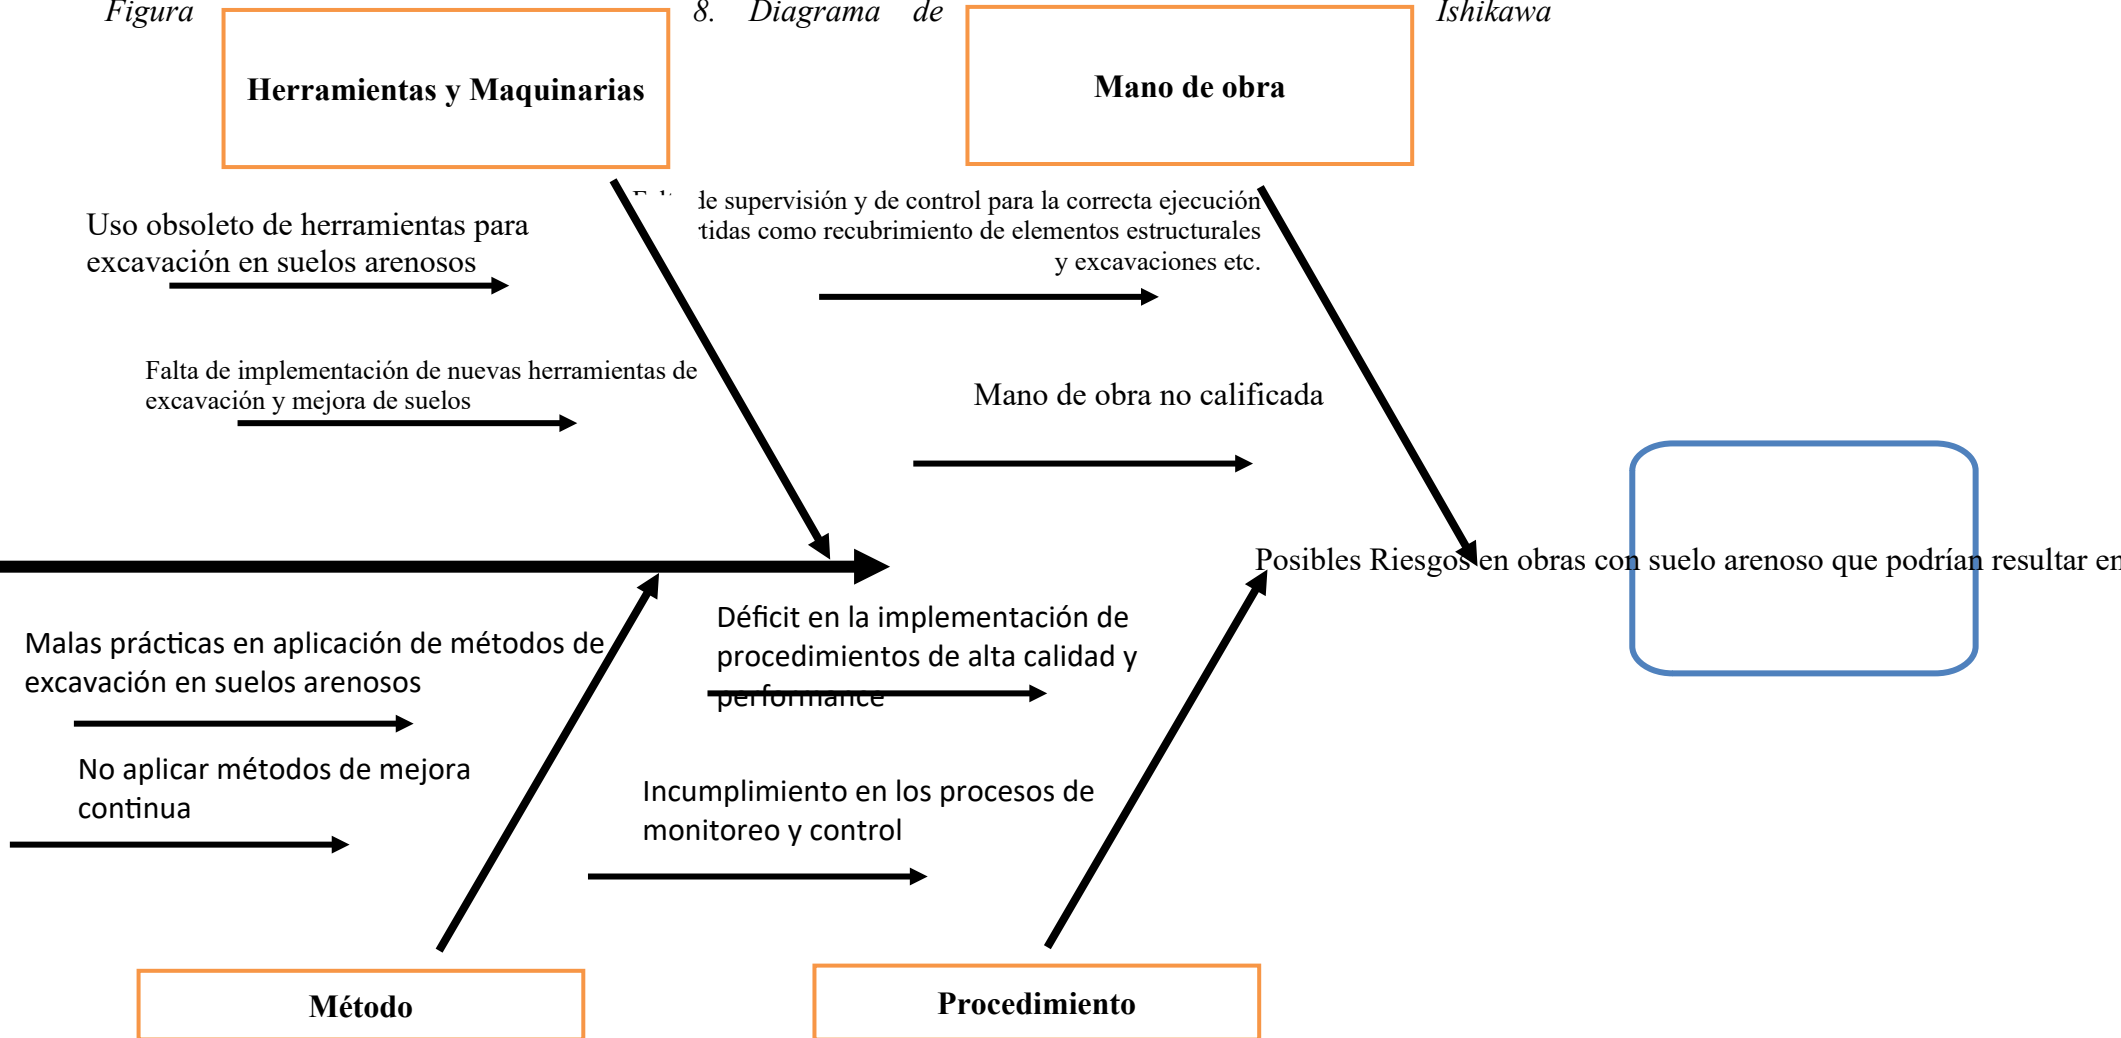 Figura 8. Diagrama de Ishikawa
Herramientas y Maquinarias
Mano de obra
Uso obsoleto de herramientas para
excavación en suelos arenosos
de supervisión y de control para la correcta ejecución
como recubrimiento de elementos estructurales
y excavaciones etc.
Falta de implementación de nuevas herramientas de
excavación y mejora de suelos
Mano de obra no calificada
Posibles Riesgos en obras con suelo arenoso que podrían resultar en
Malas prácticas en aplicación de métodos de
excavación en suelos arenosos
Déficit en la implementación de
procedimientos de alta calidad y
performance
No aplicar métodos de mejora
continua
Incumplimiento en los procesos de
monitoreo y control
Método
Procedimiento